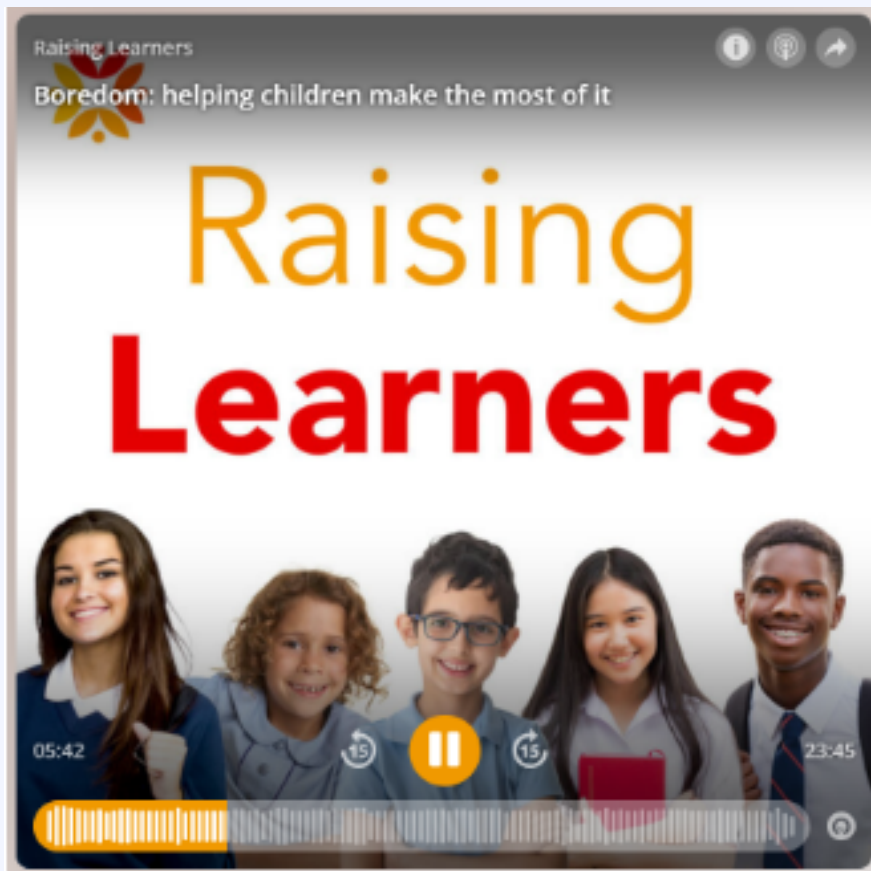 Raising Learners
Boredom: helping children make the most of it
Raising
Learners
05:42
15
15
23:45